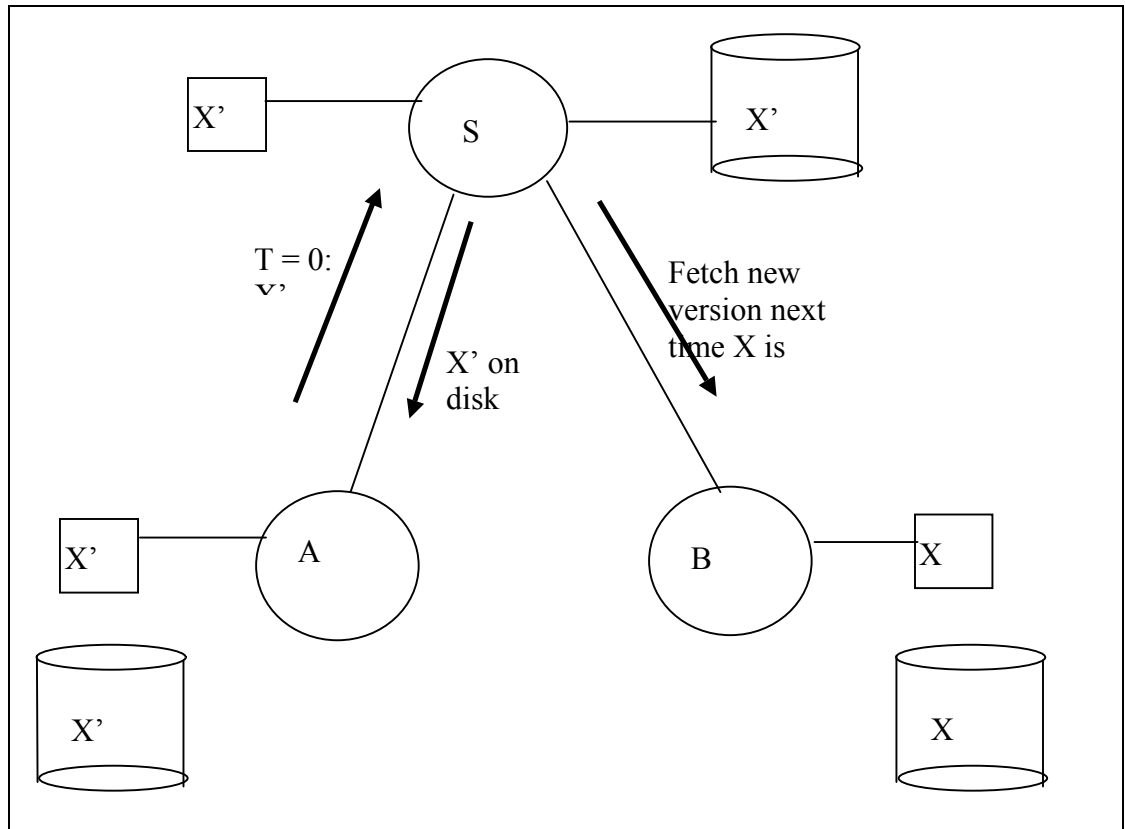 X’
S
X’
T = 0:
Fetch new
version next
time X is
X’ on
disk
X’
A
B
X
X’
X